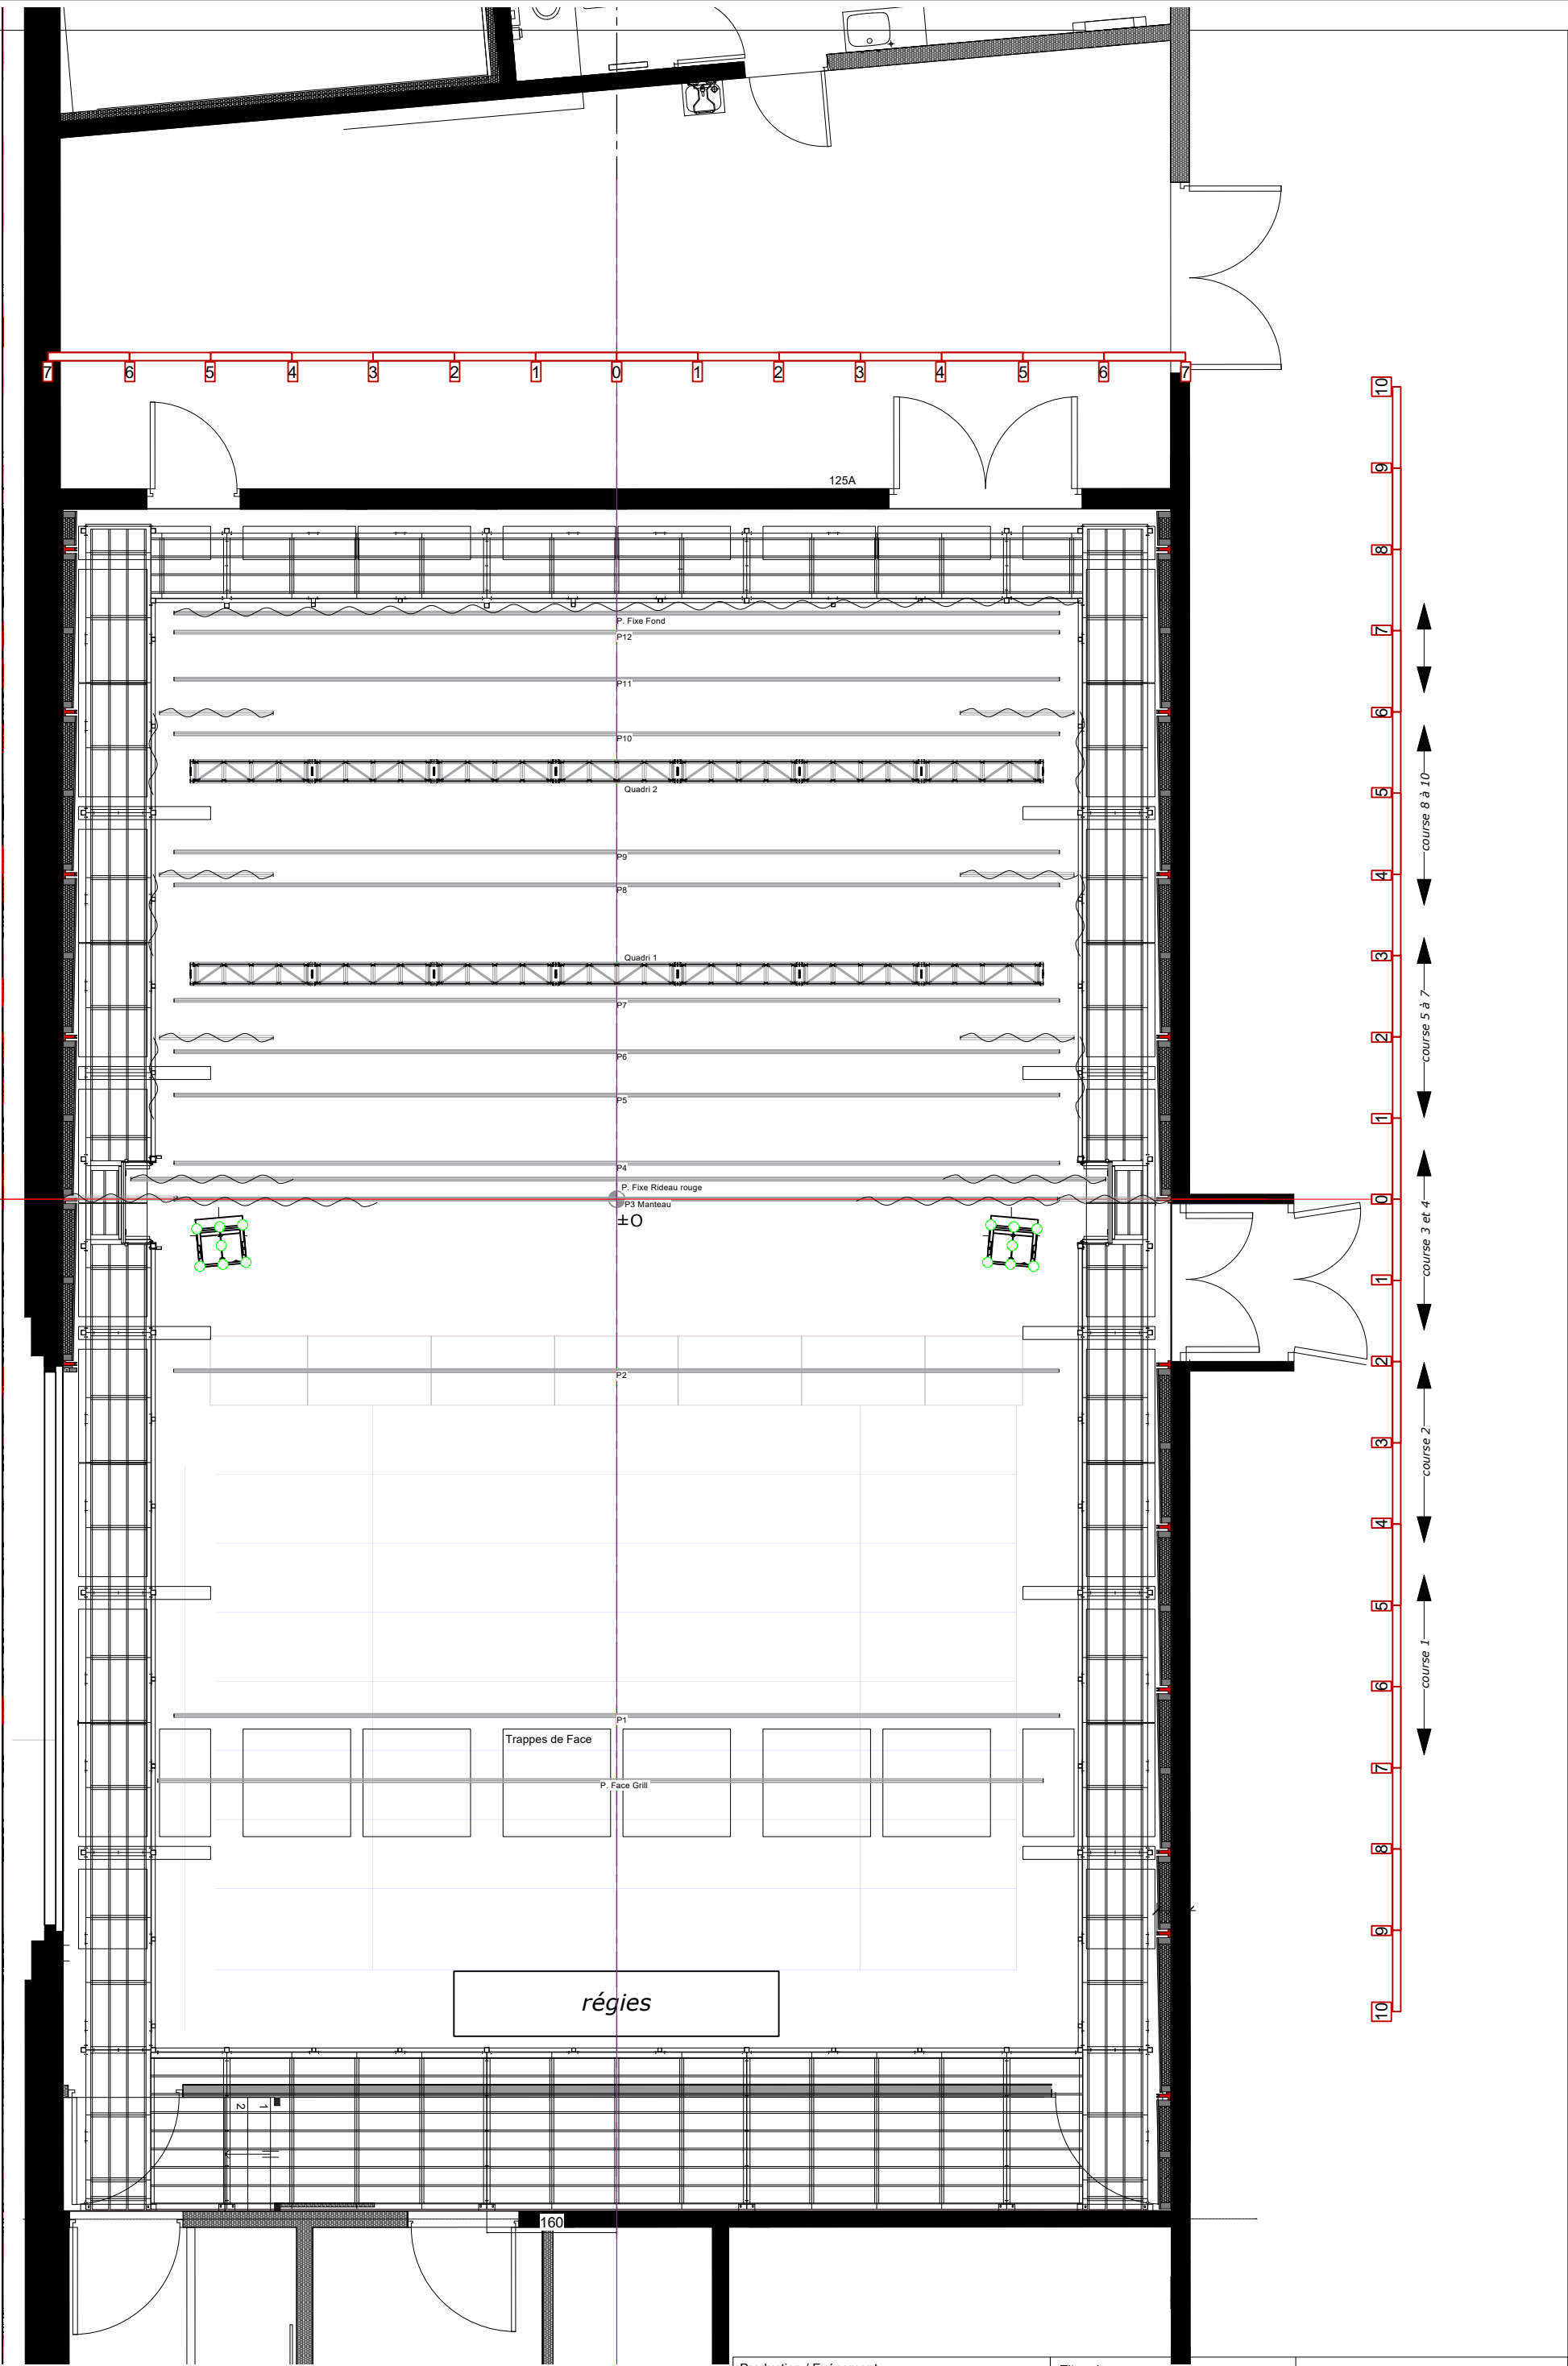 7 6 5 4 3 2 1 0 1 2 3 4 5 6 7
10
125A
9
8
P. Fixe Fond
7
P12
P11
6
P10
Quadri 2
5
course 8 à 10
P9
4
P8
Quadri 1
3
P7
course 5 à 7
2
P6
P5
1
P4
P. Fixe Rideau rouge
0
P3 Manteau
±0
course 3 et 4
1
2
P2
3
course 2
4
5
course 1
6
P1
Trappes de Face
7
P. Face Grill
8
9
régies
10
2 1
160